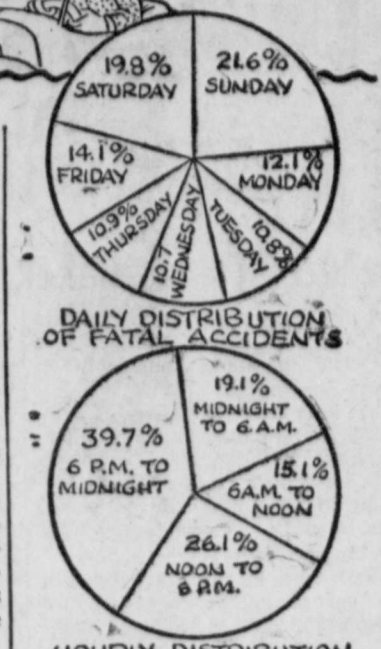 19.8%
SATURDAY
21.6%
SUNDAY
14.1%
FRIDAY
12.1%
MONDAY
10.9%
THURSDAY
10.7
WEDNESDAY
TUESDAY
10.8%
DAILY DISTRIBUTION
OF FATAL ACCIDENTS
19.1%
MIDNIGHT
TO 6 A.M.
39.7%
6 P.M. TO
MIDNIGHT
15.1%
6 A.M. TO
NOON
26.1%
NOON TO
P.M.
HOURLY DISTRIBUTION